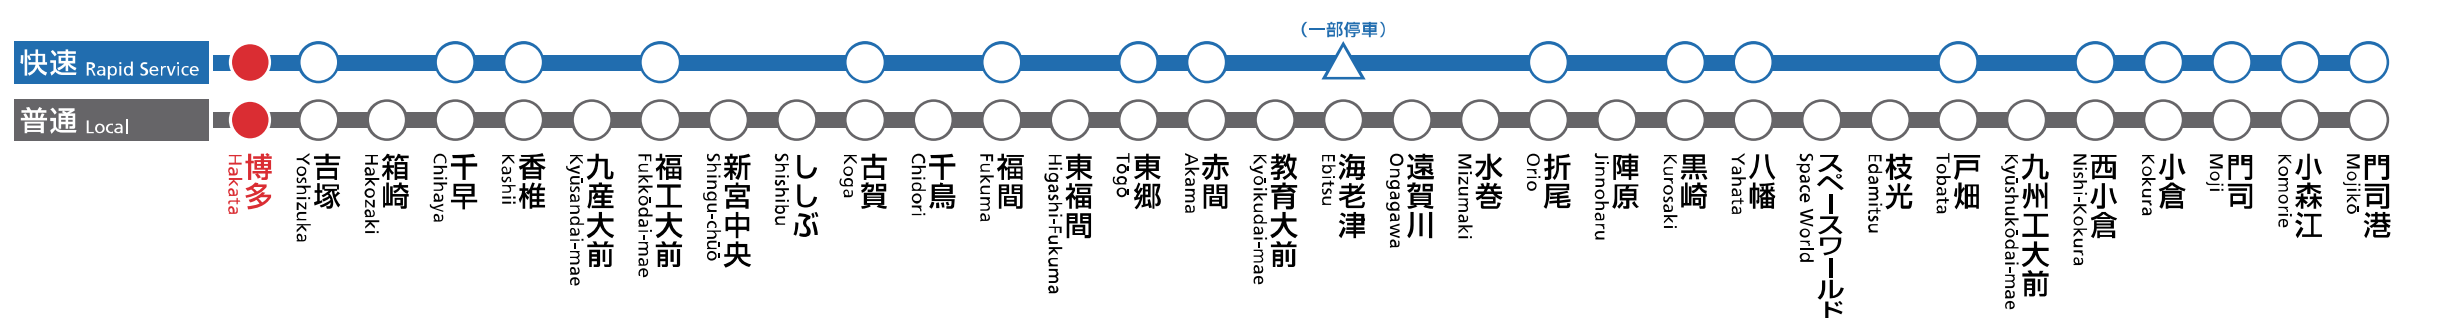 (一部停車)
快速 Rapid Service
普通 Local
博多
Hakata
吉塚
Yoshizuka
箱崎
Hakozaki
千早
Chihaya
香椎
Kashii
九産大前
Kyūsandai-mae
福工大前
Fukkōdai-mae
新宮中央
Shingu-chūō
ししぶ
Shishibu
古賀
Koga
千鳥
Chidori
福間
Fukuma
東福間
Higashi-Fukuma
東郷
Tōgō
赤間
Akama
教育大前
Kyōikudai-mae
海老津
Ebitsu
遠賀川
Ongagawa
水巻
Mizumaki
折尾
Orio
陣原
Jinnoharu
黒崎
Kurosaki
八幡
Yahata
スペースワールド
Space World
枝光
Edamitsu
戸畑
Tobata
九州工大前
Kyūshukōdai-mae
西小倉
Nishi-Kokura
小倉
Kokura
門司
Moji
小森江
Komorie
門司港
Mojikō